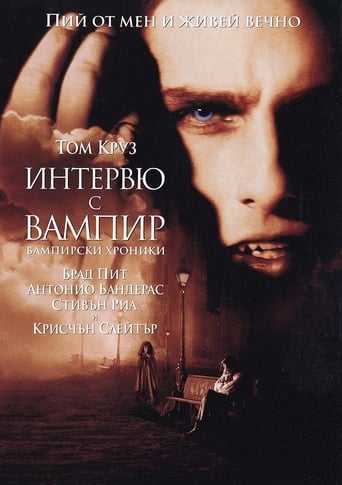 ПИЙ ОТ МЕН И ЖИВЕЙ ВЕЧНО
ТОМ КРУЗ
ИНТЕРВЮ
С
ВАМПИР
ВАМПИРСКИ ХРОНИКИ
БРАД ПИТ
АНТОНИО БАНДЕРАС
СТИВЪН РИА
И
КРИСЧЪН СЛЕЙТЪР